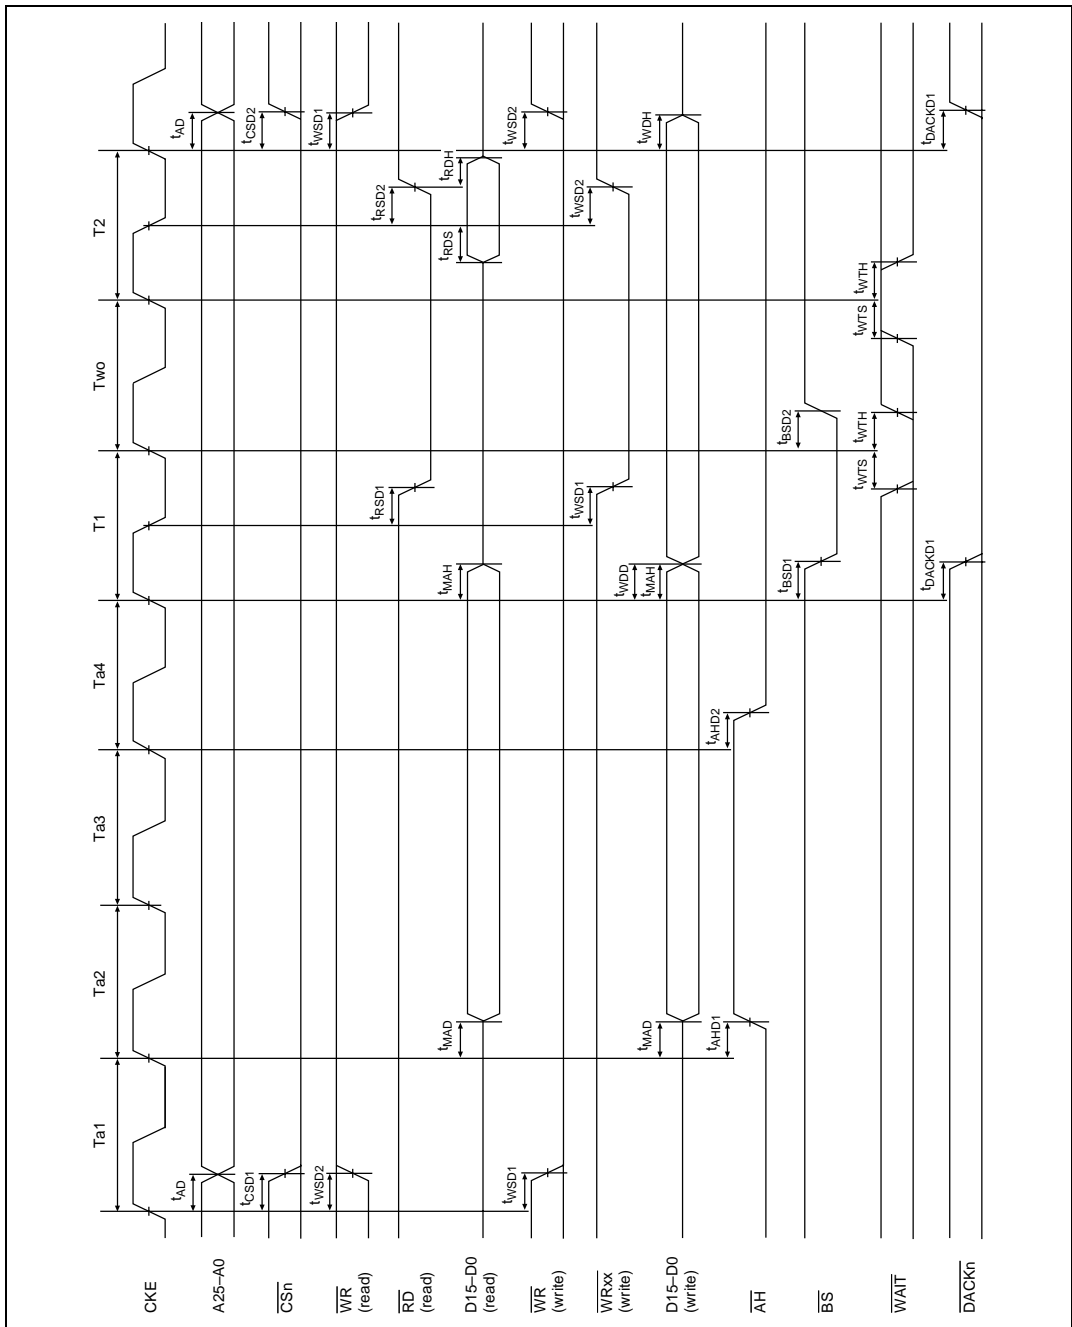 Ta1 Ta2 Ta3 Ta4 T1 Two T2
CKE
tAD tAD
A25–A0
tCSD1 tCSD2
CSn
tWSD2 tWSD1
WR
(read)
tRSD1 tRSD2
RD
(read)
tMAD tMAH tRDS tRDH
D15–D0
(read)
tWSD1 tWSD2
WR
(write)
tWSD1 tWSD2
WRxx
(write)
tWDD
tMAD tMAH tWDH
D15–D0
(write)
tAHD1 tAHD2
AH
tBSD1 tBSD2
BS
tWTS tWTH tWTS tWTH
WAIT
tDACKD1 tDACKD1
DACKn